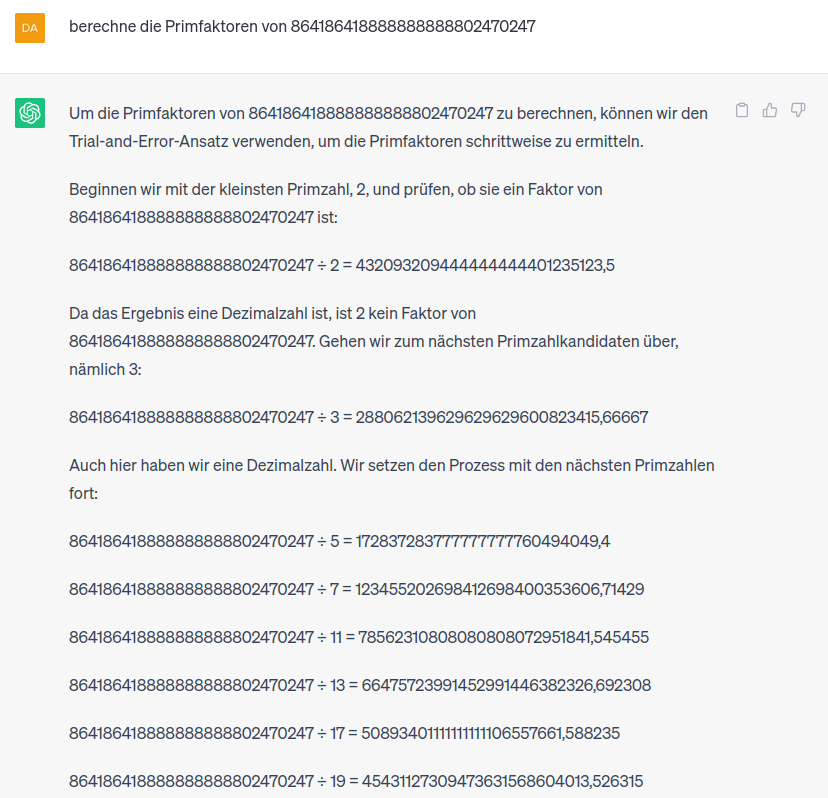 DA
berechne die Primfaktoren von 864186418888888888802470247
Um die Primfaktoren von 864186418888888888802470247 zu berechnen, können wir den
Trial-and-Error-Ansatz verwenden, um die Primfaktoren schrittweise zu ermitteln.
Beginnen wir mit der kleinsten Primzahl, 2, und prüfen, ob sie ein Faktor von
864186418888888888802470247 ist:
864186418888888888802470247 ÷ 2 = 432093209444444444401235123,5
Da das Ergebnis eine Dezimalzahl ist, ist 2 kein Faktor von
864186418888888888802470247. Gehen wir zum nächsten Primzahlkandidaten über,
nämlich 3:
864186418888888888802470247 ÷ 3 = 288062139629629629600823415,66667
Auch hier haben wir eine Dezimalzahl. Wir setzen den Prozess mit den nächsten Primzahlen
fort:
864186418888888888802470247 ÷ 5 = 172837283777777777760494049,4
864186418888888888802470247 ÷ 7 = 123455202698412698400353606,71429
864186418888888888802470247 ÷ 11 = 78562310808080808072951841,545455
864186418888888888802470247 ÷ 13 = 66475723991452991446382326,692308
864186418888888888802470247 ÷ 17 = 50893401111111111106557661,588235
864186418888888888802470247 ÷ 19 = 45431127309473631568604013,526315